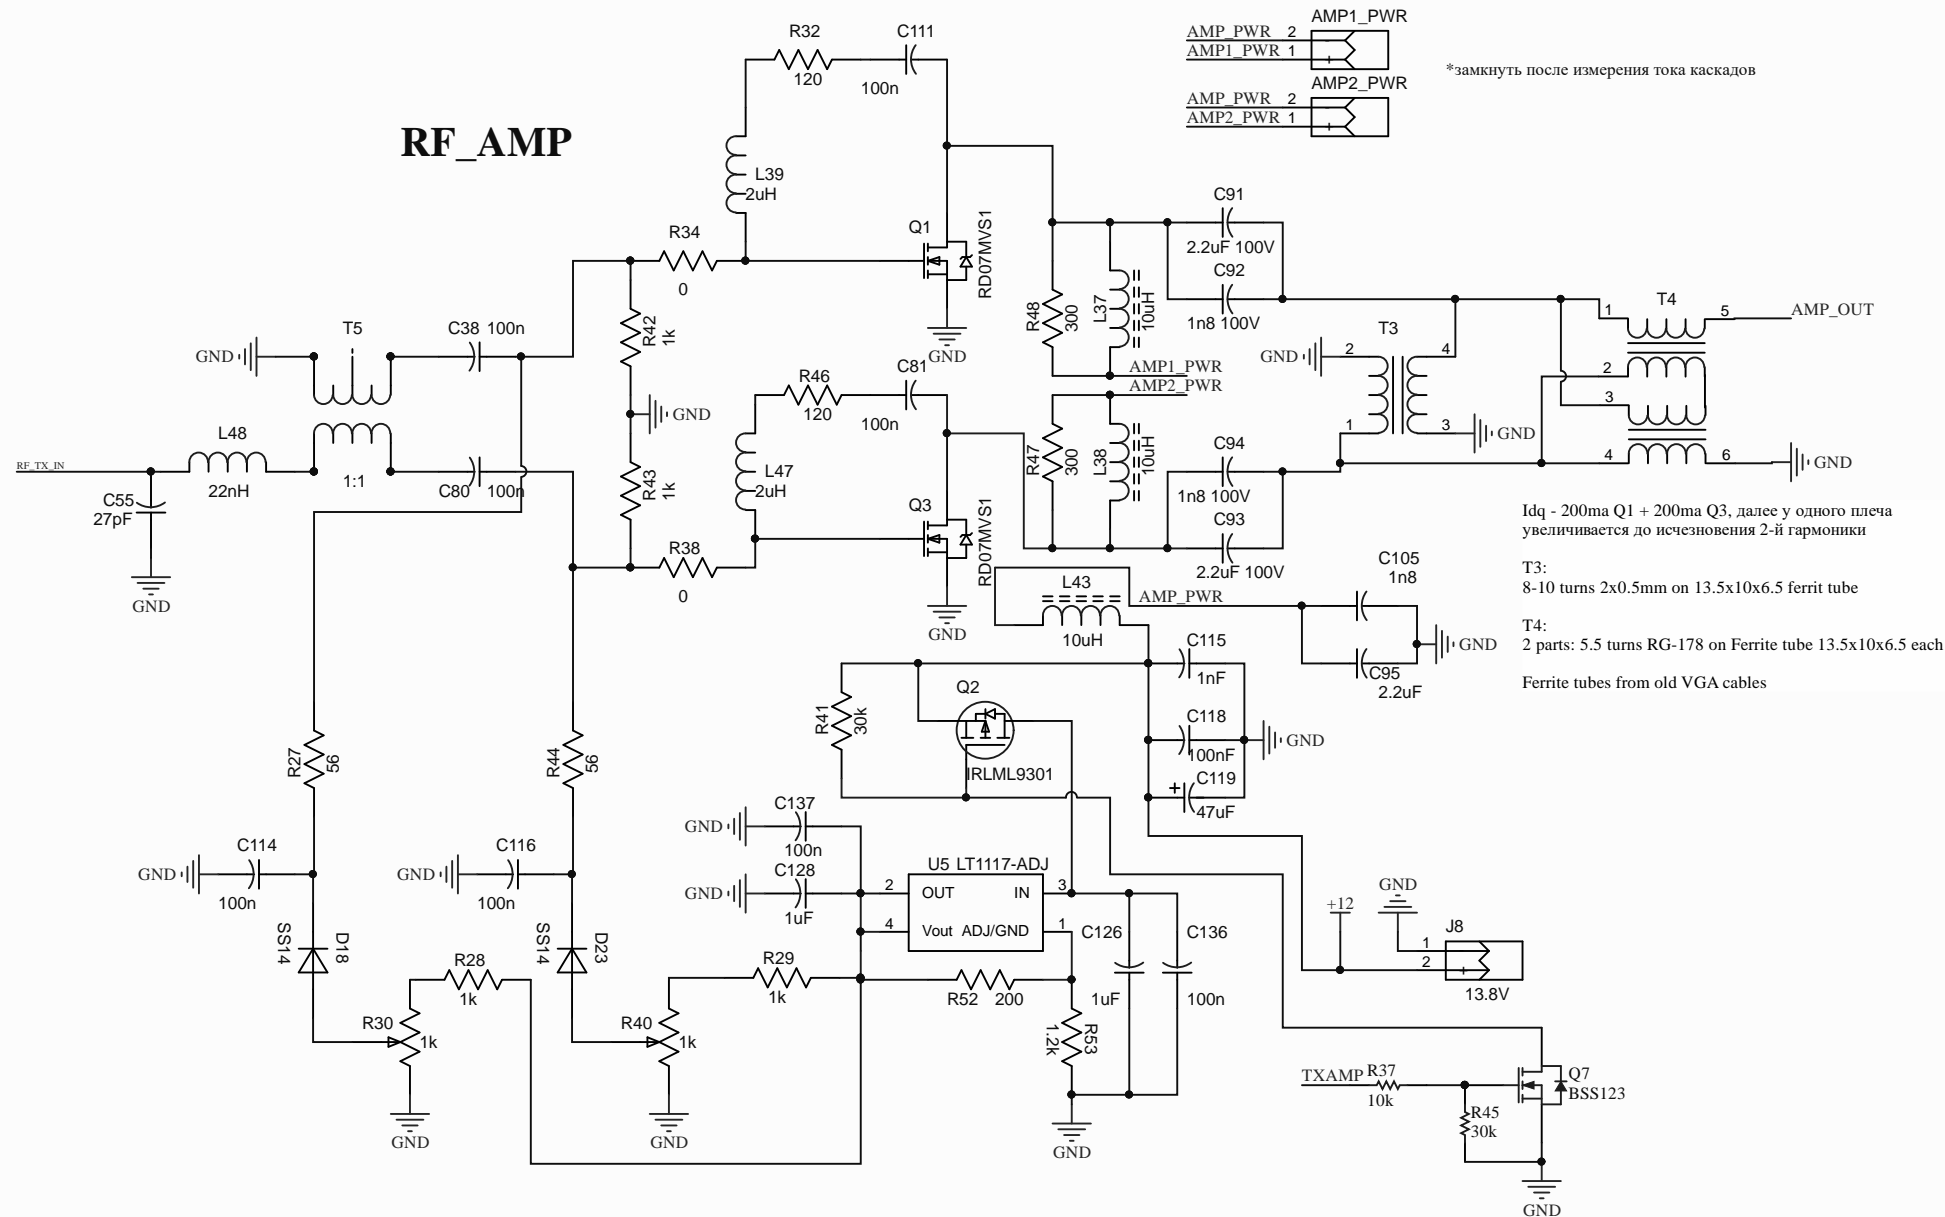 AMP1_PWR
AMP_PWR 2
AMP1_PWR 1
+
*замкнуть после измерения тока каскадов
AMP2_PWR
AMP_PWR 2
AMP2_PWR 1
+
RF_AMP
R32
120
C111
100n
L39
2uH
R34
0
Q1
RD07MVS1
GND
C91
2.2uF 100V
C92
1n8 100V
R48
300
L37
10uH
AMP1_PWR
AMP2_PWR
T5
1:1
GND
C38 100n
R42
1k
GND
R46
120
C81
100n
L47
2uH
R43
1k
RF_TX_IN
C55
27pF
GND
L48
22nH
C80 100n
R38
0
Q3
RD07MVS1
GND
R47
300
L38
10uH
C94
1n8 100V
C93
2.2uF 100V
T3
GND
2
4
1
3
GND
T4
1
5
AMP_OUT
2
3
4
6
GND
Idq - 200ma Q1 + 200ma Q3, далее у одного плеча
увеличивается до исчезновения 2-й гармоники
T3:
8-10 turns 2x0.5mm on 13.5x10x6.5 ferrit tube
T4:
2 parts: 5.5 turns RG-178 on Ferrite tube 13.5x10x6.5 each
Ferrite tubes from old VGA cables
L43
10uH
AMP_PWR
C105
1n8
GND
C95
2.2uF
C115
1nF
C118
100nF
GND
+
C119
47uF
R41
30k
Q2
IRLML9301
R27
56
R44
56
GND
C114
100n
GND
C116
100n
GND
C137
100n
GND
C128
1uF
U5 LT1117-ADJ
2
OUT
IN
3
4
Vout
ADJ/GND
1
C126
1uF
C136
100n
SS14
D18
SS14
D23
R28
1k
R29
1k
R52
200
R30
1k
R40
1k
R53
1.2k
GND
GND
GND
+12
GND
J8
1
2
+
13.8V
TXAMP
R37
10k
R45
30k
Q7
BSS123
GND